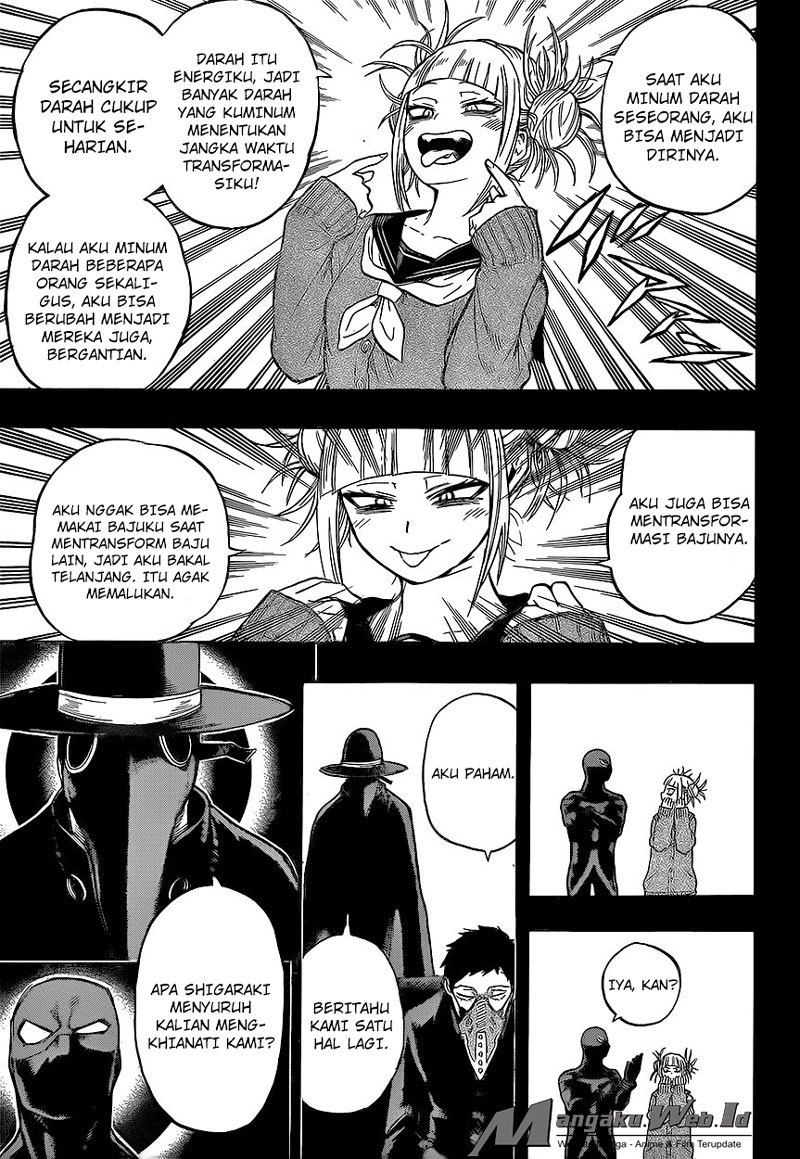 SAAT AKU
MINUM DARAH
SESEORANG, AKU
BISA MENJADI
DIRINYA.
DARAH ITU
ENERGIKU, JADI
BANYAK DARAH
YANG KUMINUM
MENENTUKAN
JANGKA WAKTU
TRANSFORMA-
SIKU!
SECANGKIR
DARAH CUKUP
UNTUK SE-
HARIAN.
KALAU AKU MINUM
DARAH BEBERAPA
ORANG SEKALI-
GUS, AKU BISA
BERUBAH MENJADI
MEREKA JUGA,
BERGANTIAN.
AKU JUGA BISA
MENTRANSFOR-
MASI BAJUNYA.
AKU NGGAK BISA ME-
MAKAI BAJUKU SAAT
MENTRANSFORM BAJU
LAIN, JADI AKU BAKAL
TELANJANG. ITU AGAK
MEMALUKAN.
IYA, KAN?
AKU PAHAM.
BERITAHU
KAMI SATU
HAL LAGI.
APA SHIGARAKI
MENYURUH
KALIAN MENG-
KHIANATI KAMI?
Mangaku.Web.Id
Anime & Film Terupdate